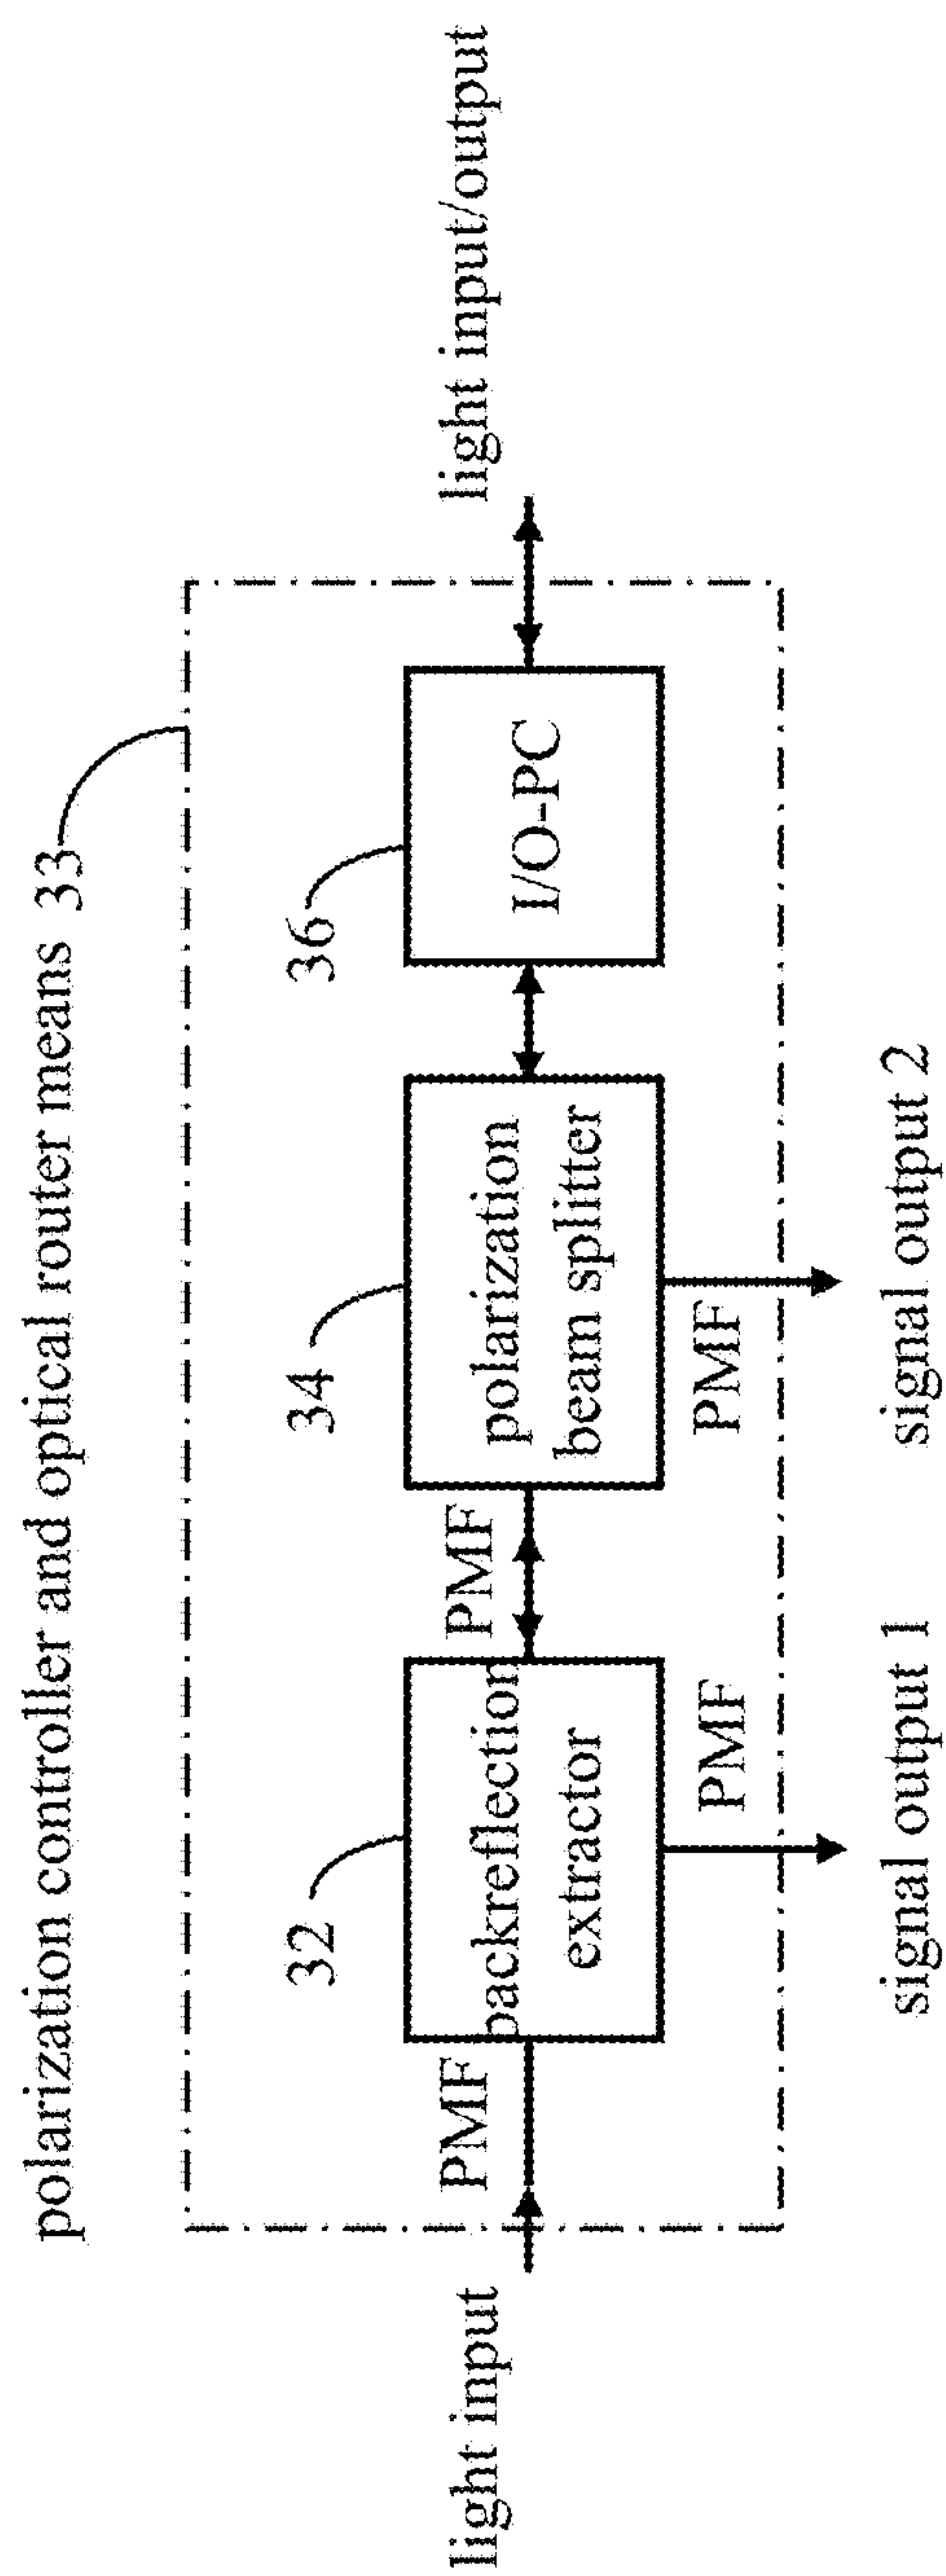 polarization controller and optical router means 33
32
34
36
light input
PMF
backreflection
extractor
PMF
polarization
beam splitter
I/O-PC
light input/output
PMF
PMF
signal output 1
signal output 2